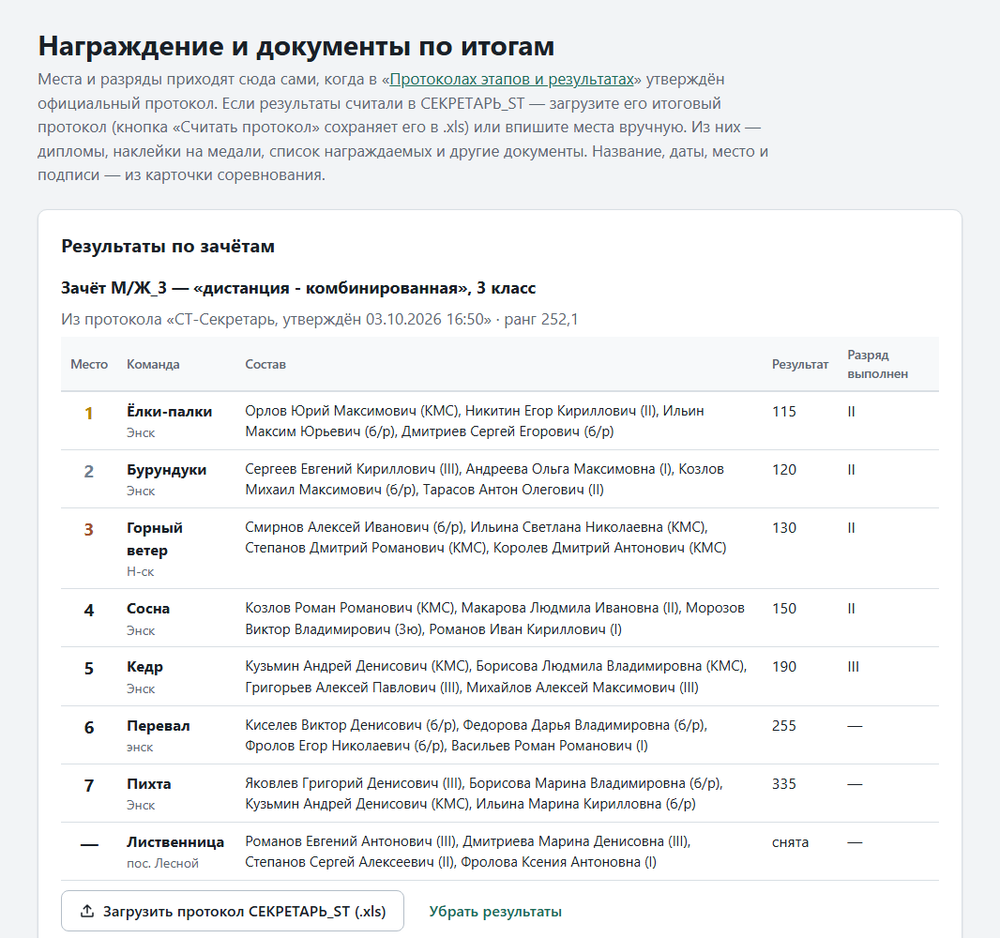 Награждение и документы по итогам
Места и разряды приходят сюда сами, когда в «Протоколах этапов и результатах» утверждён
официальный протокол. Если результаты считали в СЕКРЕТАРЬ_ST — загрузите его итоговый
протокол (кнопка «Считать протокол» сохраняет его в .xls) или впишите места вручную. Из них —
дипломы, наклейки на медали, список награждаемых и другие документы. Название, даты, место и
подписи — из карточки соревнования.
Результаты по зачётам
Зачёт М/Ж_3 — «дистанция - комбинированная», 3 класс
Из протокола «СТ-Секретарь, утверждён 03.10.2026 16:50» · ранг 252,1
Место Команда Состав Результат Разряд выполнен
1 Ёлки-палки Орлов Юрий Максимович (КМС), Никитин Егор Кириллович (II), Ильин 115 II
Энск Максим Юрьевич (б/р), Дмитриев Сергей Егорович (б/р)
2 Бурундуки Сергеев Евгений Кириллович (III), Андреева Ольга Максимовна (I), Козлов 120 II
Энск Михаил Максимович (б/р), Тарасов Антон Олегович (II)
3 Горный Смирнов Алексей Иванович (б/р), Ильина Светлана Николаевна (КМС), 130 II
ветер Степанов Дмитрий Романович (КМС), Королев Дмитрий Антонович (КМС)
Н-ск
4 Сосна Козлов Роман Романович (КМС), Макарова Людмила Ивановна (II), Морозов 150 II
Энск Виктор Владимирович (3ю), Романов Иван Кириллович (I)
5 Кедр Кузьмин Андрей Денисович (КМС), Борисова Людмила Владимировна (КМС), 190 III
Энск Григорьев Алексей Павлович (III), Михайлов Алексей Максимович (III)
6 Перевал Киселев Виктор Денисович (б/р), Федорова Дарья Владимировна (б/р), 255 —
энск Фролов Егор Николаевич (б/р), Васильев Роман Романович (I)
7 Пихта Яковлев Григорий Денисович (III), Борисова Марина Владимировна (б/р), 335 —
Энск Кузьмин Андрей Денисович (КМС), Ильина Марина Кирилловна (б/р)
— Лиственница Романов Евгений Антонович (III), Дмитриева Марина Денисовна (III), снята —
пос. Лесной Степанов Сергей Алексеевич (II), Фролова Ксения Антоновна (I)
Загрузить протокол СЕКРЕТАРЬ_ST (.xls) Убрать результаты